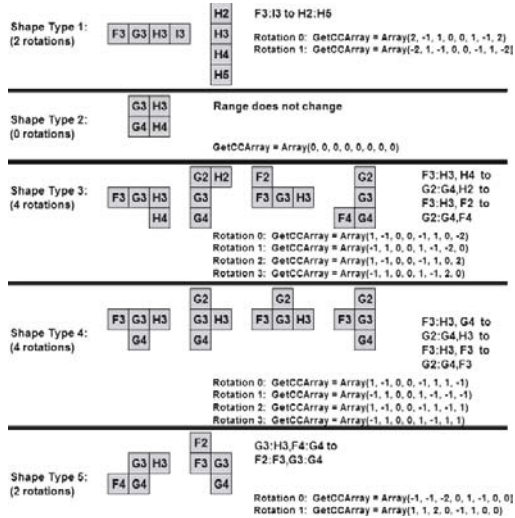 Shape Type 1:
(2 rotations)
F3 G3 H3 I3
H2
H3
H4
H5
F3:I3 to H2:H5
Rotation 0: GetCCArray = Array(2, -1, 1, 0, 0, 1, -1, 2)
Rotation 1: GetCCArray = Array(-2, 1, -1, 0, 0, -1, 1, -2)
Shape Type 2:
(0 rotations)
G3 H3
G4 H4
Range does not change
GetCCArray = Array(0, 0, 0, 0, 0, 0, 0, 0)
Shape Type 3:
(4 rotations)
F3 G3 H3
H4
G2 H2
G3
G4
F2
F3 G3 H3
G2
G3
F4 G4
F3:H3, H4 to
G2:G4,H2 to
F3:H3, F2 to
G2:G4,F4
Rotation 0: GetCCArray = Array(1, -1, 0, 0, -1, 1, 0, -2)
Rotation 1: GetCCArray = Array(-1, 1, 0, 0, 1, -1, -2, 0)
Rotation 2: GetCCArray = Array(1, -1, 0, 0, -1, 1, 0, 2)
Rotation 3: GetCCArray = Array(-1, 1, 0, 0, 1, -1, 2, 0)
Shape Type 4:
(4 rotations)
F3 G3 H3
G4
G2
G3 H3
G4
G2
F3 G3 H3
G2
F3 G3
G4
F3:H3, G4 to
G2:G4,H3 to
F3:H3, F3 to
G2:G4,F3
Rotation 0: GetCCArray = Array(1, -1, 0, 0, -1, 1, 1, -1)
Rotation 1: GetCCArray = Array(-1, 1, 0, 0, 1, -1, -1, -1)
Rotation 2: GetCCArray = Array(1, -1, 0, 0, -1, 1, -1, 1)
Rotation 3: GetCCArray = Array(-1, 1, 0, 0, 1, -1, 1, 1)
Shape Type 5:
(2 rotations)
G3 H3
F4 G4
F2
F3 G3
G4
G3:H3,F4:G4 to
F2:F3,G3:G4
Rotation 0: GetCCArray = Array(-1, -1, -2, 0, 1, -1, 0, 0)
Rotation 1: GetCCArray = Array(1, 1, 2, 0, -1, 1, 0, 0)